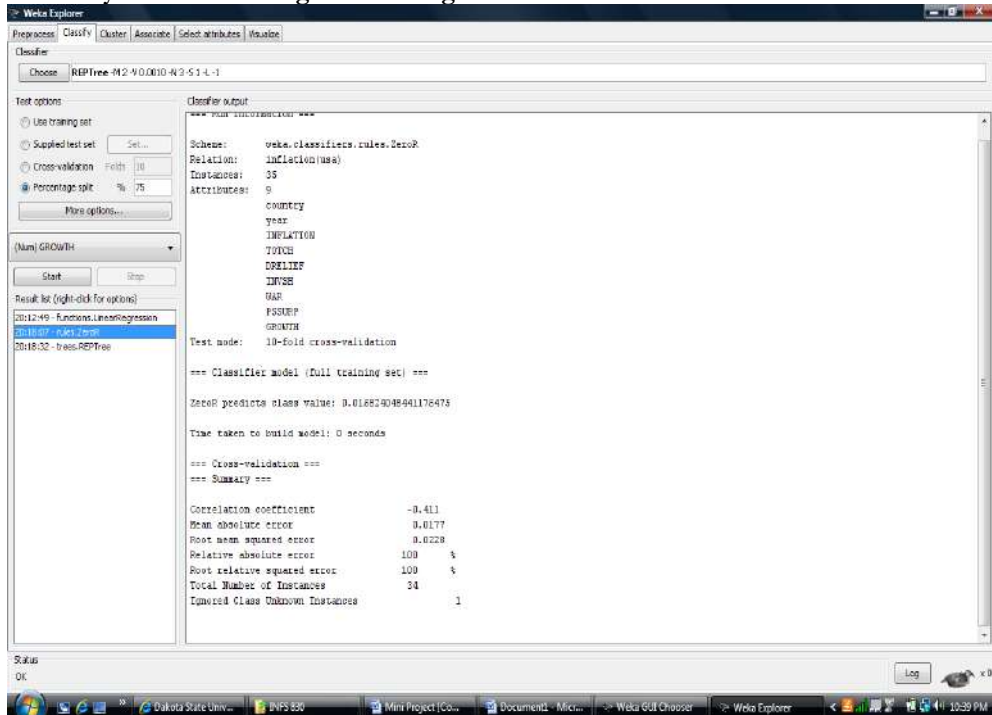 Weka Explorer
Preprocess Classify Cluster Associate Select attributes Visualize
Classifier
Choose REPTree -M 2 -V 0.0010 -N 3 -S 1 -L -1
Test options
Classifier output
Use training set
Supplied test set Set...
Cross-validation Folds 10
Percentage split % 75
More options...
(Num) GROWTH
Start Stop
Result list (right-click for options)
20:12:49 - functions.LinearRegression
20:18:07 - rules.ZeroR
20:18:32 - trees.REPTree
=== Run information ===
Scheme: weka.classifiers.rules.ZeroR
Relation: inflation(usa)
Instances: 35
Attributes: 9
country
year
INFLATION
TOTCH
DRELIEF
INVSH
WAR
PSSURP
GROWTH
Test mode: 10-fold cross-validation
=== Classifier model (full training set) ===
ZeroR predicts class value:
Time taken to build model: 0 seconds
=== Cross-validation ===
=== Summary ===
Correlation coefficient -0.411
Mean absolute error 0.0177
Root mean squared error 0.0228
Relative absolute error 100 %
Root relative squared error 100 %
Total Number of Instances 34
Ignored Class Unknown Instances 1
Status
OK
Log x 0
Dakota State Univ... INFS 830 Mini Project [Co... Document1 - Micr... Weka GUI Chooser Weka Explorer 10:39 PM